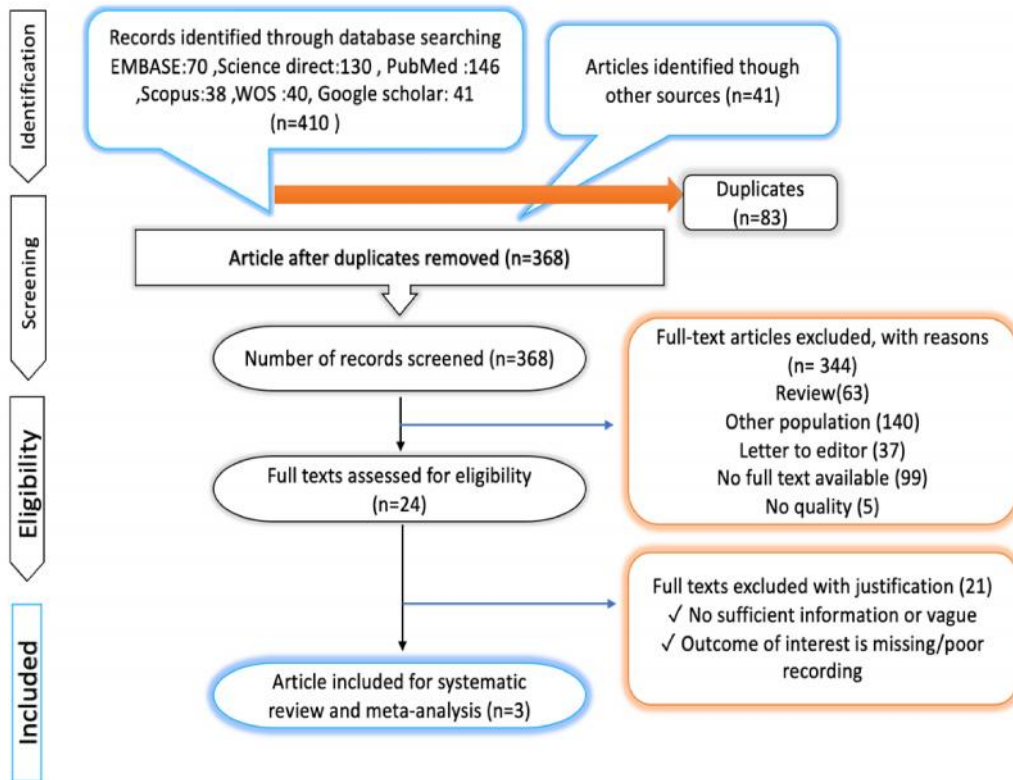 Identification
Records identified through database searching
EMBASE:70 ,Science direct:130 , PubMed :146
,Scopus:38 ,WOS :40, Google scholar: 41
(n=410 )
Articles identified though
other sources (n=41)
Screening
Duplicates
(n=83)
Article after duplicates removed (n=368)
Number of records screened (n=368)
Full-text articles excluded, with reasons
(n= 344)
Review(63)
Other population (140)
Letter to editor (37)
No full text available (99)
No quality (5)
Eligibility
Full texts assessed for eligibility
(n=24)
Full texts excluded with justification (21)
✓ No sufficient information or vague
✓ Outcome of interest is missing/poor
recording
Included
Article included for systematic
review and meta-analysis (n=3)